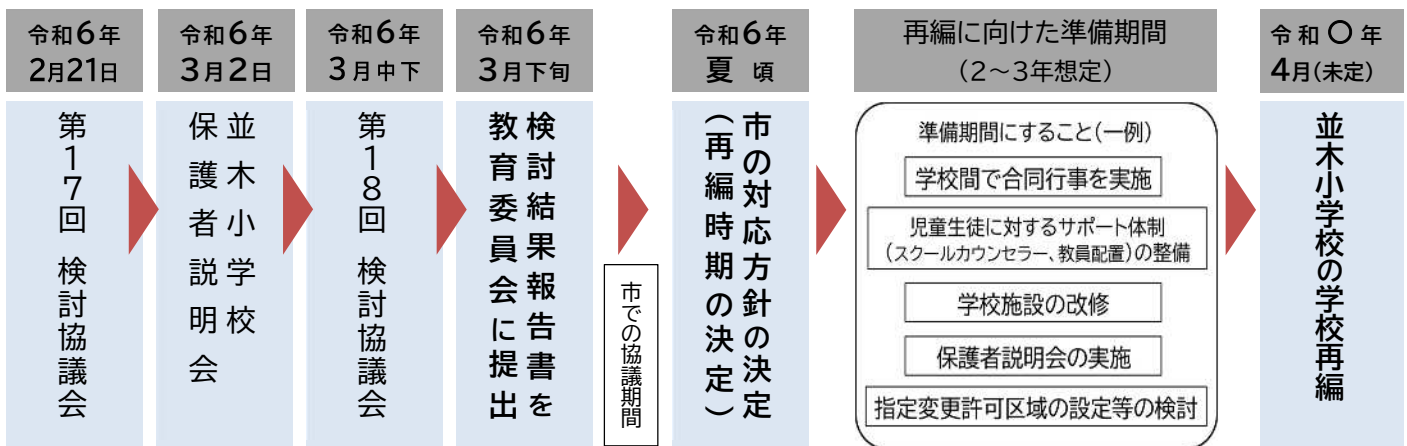 令和6年
2月21日
第17回 検討協議会
令和6年
3月2日
並木小学校
保護者説明会
令和6年
3月中下
第18回 検討協議会
令和6年
3月下旬
検討結果報告書を
教育委員会に提出
市での協議期間
令和6年
夏 頃
市の対応方針の決定
(再編時期の決定)
再編に向けた準備期間
(2～3年想定)
準備期間にすること(一例)
学校間で合同行事を実施
児童生徒に対するサポート体制
(スクールカウンセラー、教員配置)の整備
学校施設の改修
保護者説明会の実施
指定変更許可区域の設定等の検討
令和〇年
4月(未定)
並木小学校の学校再編